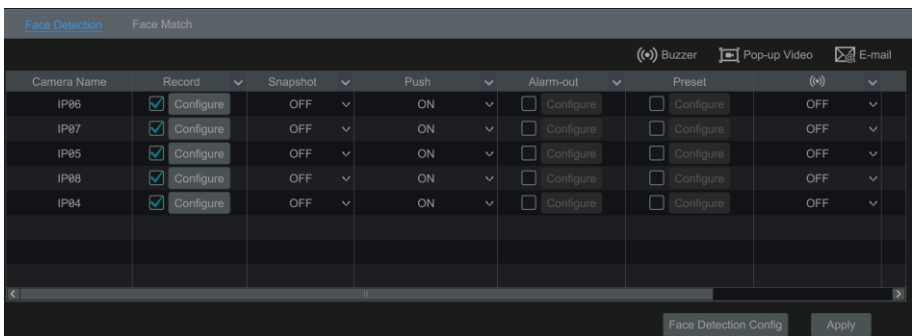 Face Detection Face Match
Buzzer Pop-up Video E-mail
Camera Name Record Snapshot Push Alarm-out Preset
IP06 Configure OFF ON Configure Configure OFF
IP07 Configure OFF ON Configure Configure OFF
IP05 Configure OFF ON Configure Configure OFF
IP08 Configure OFF ON Configure Configure OFF
IP04 Configure OFF ON Configure Configure OFF
Face Detection Config Apply